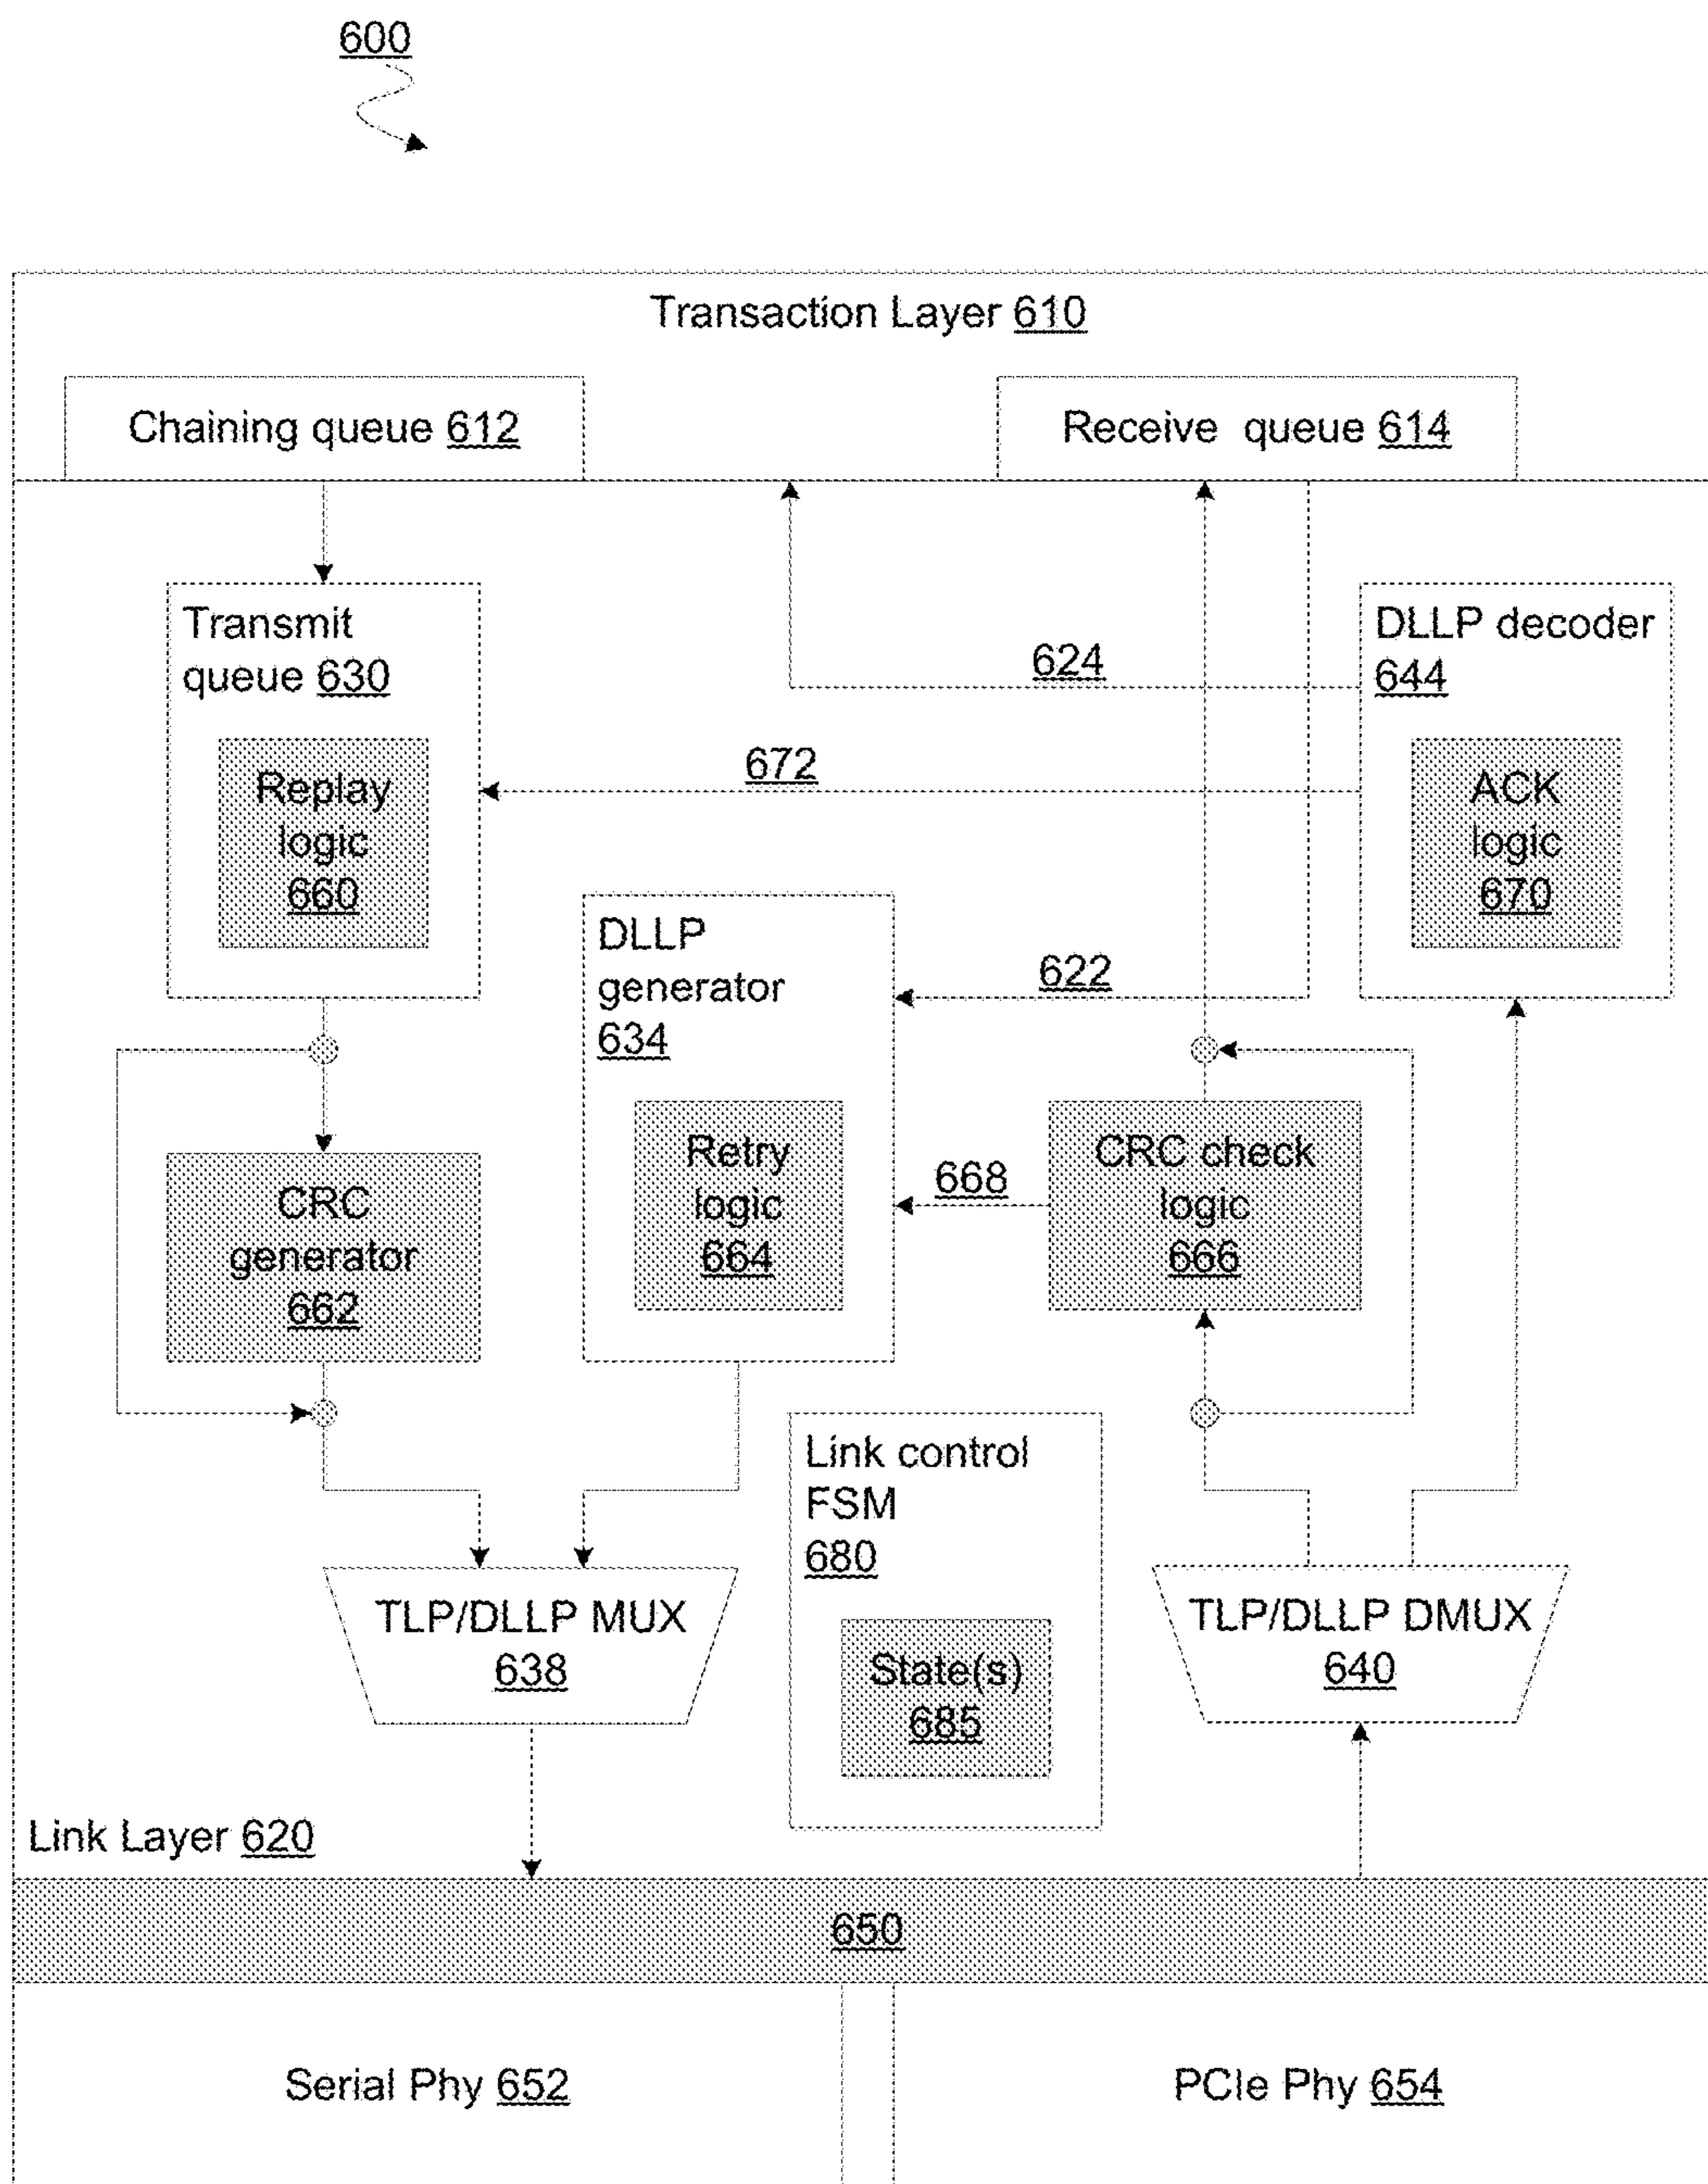 600
Transaction Layer 610
Chaining queue 612
Receive queue 614
Transmit
queue 630
Replay
logic
660
DLLP decoder
644
ACK
logic
670
624
672
DLLP
generator
634
Retry
logic
664
622
668
CRC check
logic
666
CRC
generator
662
Link control
FSM
680
State(s)
685
TLP/DLLP MUX
638
TLP/DLLP DMUX
640
Link Layer 620
650
Serial Phy 652
PCIe Phy 654